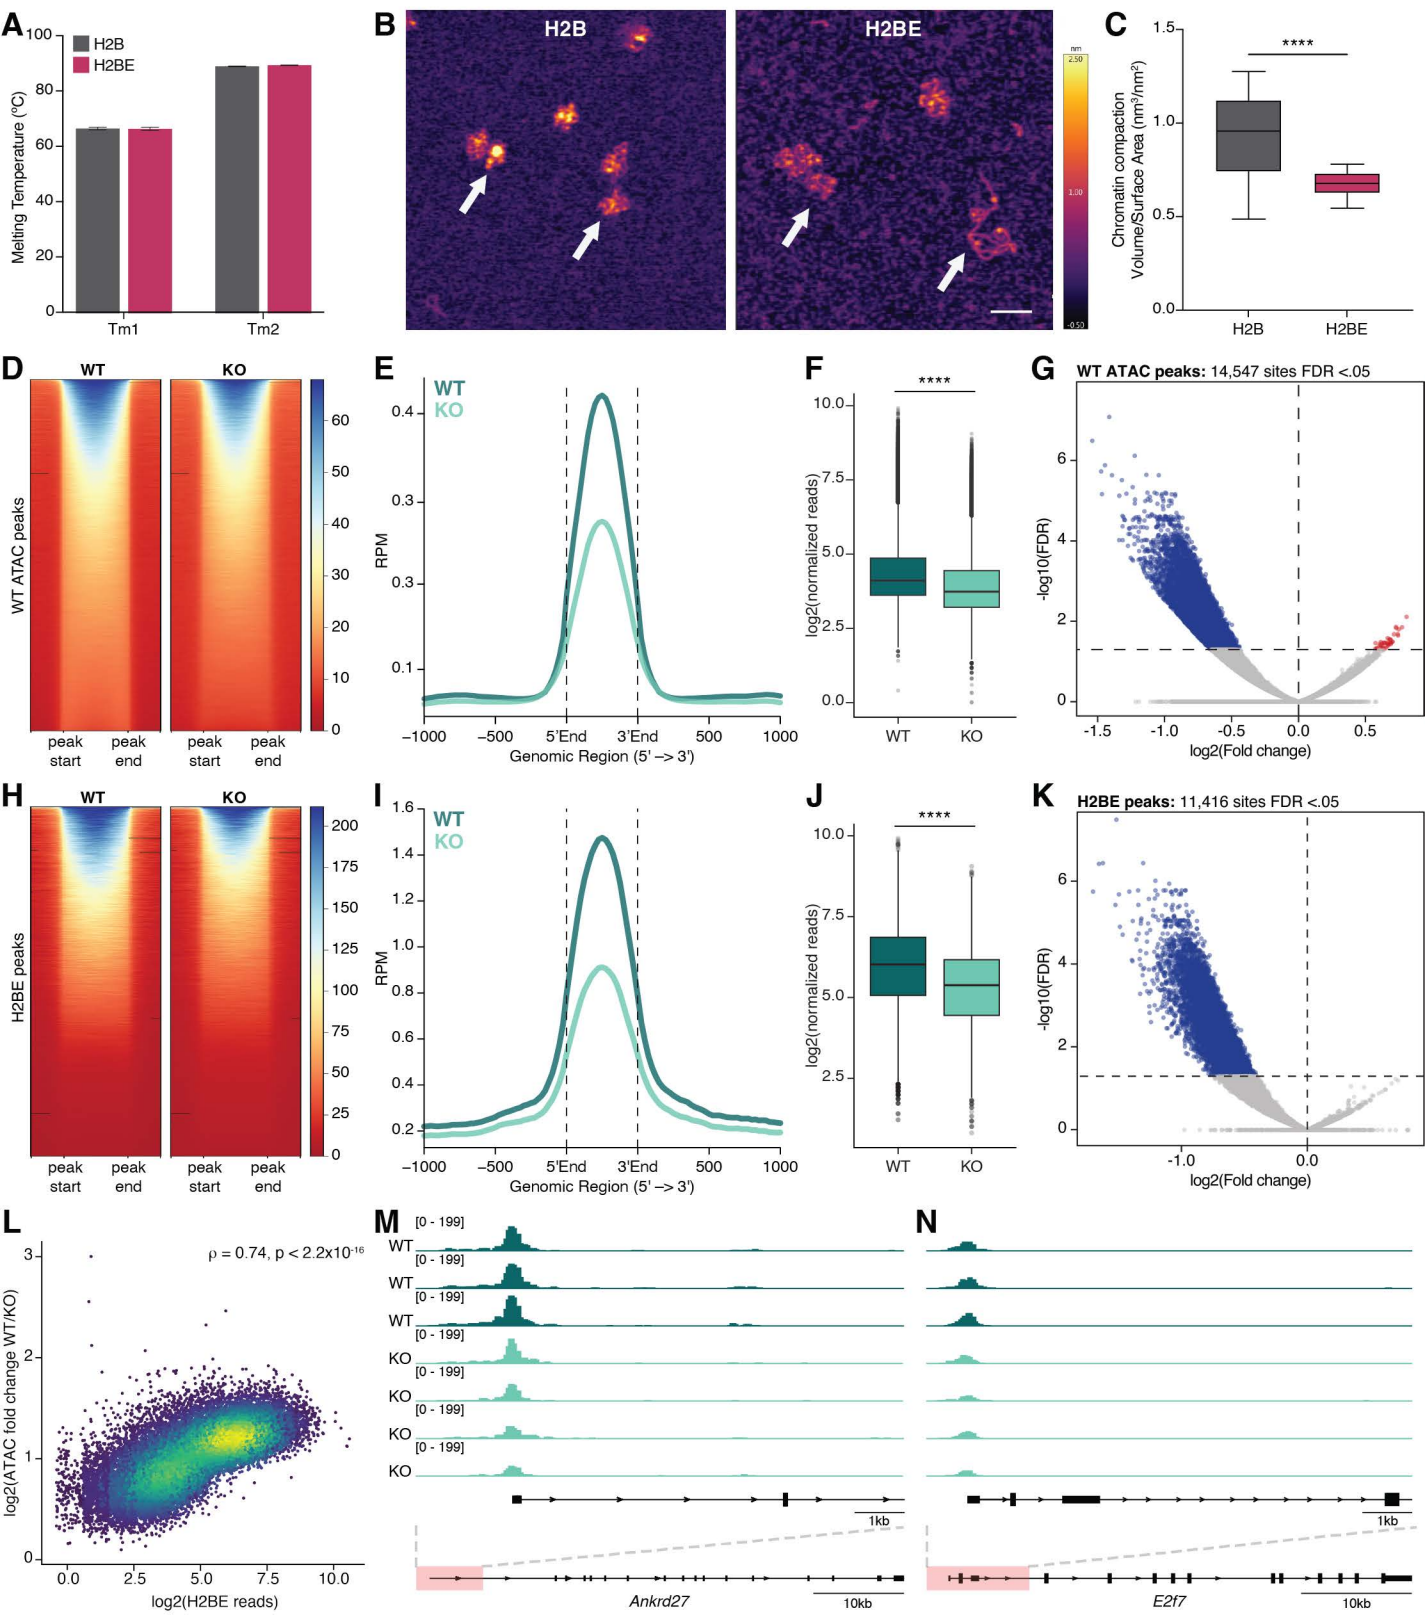 A
100
80
60
40
20
0
Melting Temperature (ºC)
H2B
H2BE
Tm1
Tm2
B
H2B
H2BE
nm
2.50
1.00
-0.50
C
1.5
1.0
0.5
0.0
Chromatin compaction
Volume/Surface Area (nm³/nm²)
****
H2B
H2BE
D
WT
KO
WT ATAC peaks
60
50
40
30
20
10
0
peak start
peak end
peak start
peak end
E
WT
KO
0.4
0.3
0.3
0.1
RPM
−1000
−500
5'End
3'End
500
1000
Genomic Region (5' −> 3')
F
****
10.0
7.5
5.0
2.5
0.0
log2(normalized reads)
WT
KO
G
WT ATAC peaks: 14,547 sites FDR <.05
6
4
2
0
-log10(FDR)
-1.5
-1.0
-0.5
0.0
0.5
log2(Fold change)
H
WT
KO
H2BE peaks
200
175
150
125
100
75
50
25
0
peak start
peak end
peak start
peak end
I
WT
KO
1.6
1.4
1.2
1.0
0.8
0.6
0.4
0.2
RPM
−1000
−500
5'End
3'End
500
1000
Genomic Region (5' −> 3')
J
****
10.0
7.5
5.0
2.5
log2(normalized reads)
WT
KO
K
H2BE peaks: 11,416 sites FDR <.05
6
4
2
0
-log10(FDR)
-1.0
0.0
log2(Fold change)
L
ρ = 0.74, p < 2.2x10⁻¹⁶
3
2
1
0
log2(ATAC fold change WT/KO)
0.0
2.5
5.0
7.5
10.0
log2(H2BE reads)
M
[0 - 199]
WT
[0 - 199]
WT
[0 - 199]
WT
[0 - 199]
KO
[0 - 199]
KO
[0 - 199]
KO
[0 - 199]
KO
1kb
Ankrd27
10kb
N
1kb
E2f7
10kb